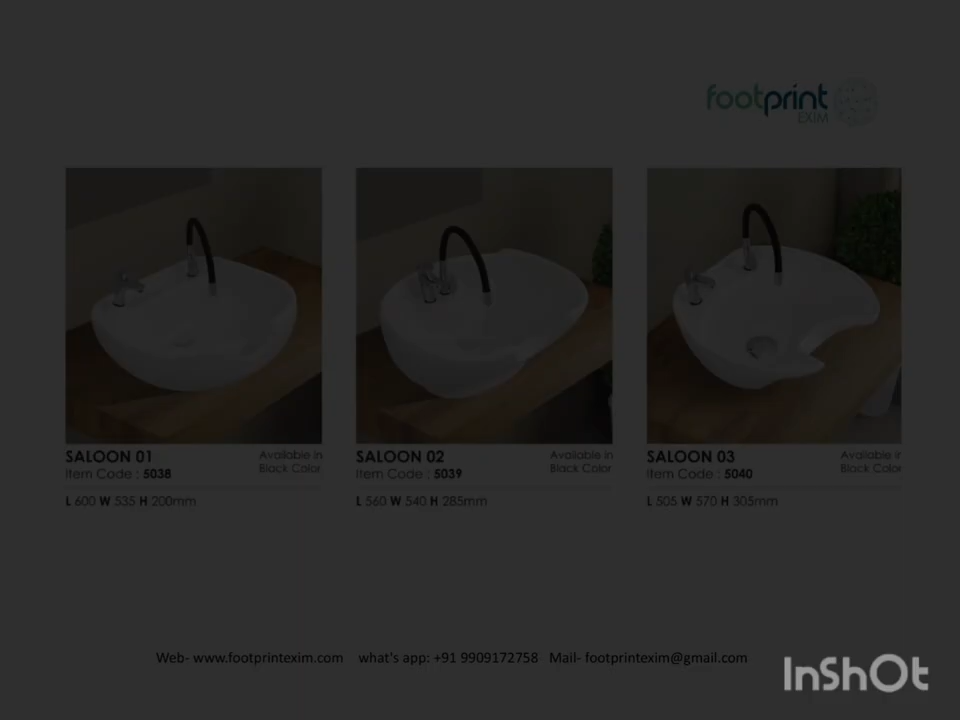 footprint
EXIM
SALOON 01
Available in
Item Code : 5038
Black Color
L 600 W 535 H 200mm
SALOON 02
Available in
Item Code : 5039
Black Color
L 560 W 540 H 285mm
SALOON 03
Available in
Item Code : 5040
Black Color
L 505 W 570 H 305mm
Web- www.footprintexim.com what's app: +91 9909172758 Mail- footprintexim@gmail.com
InShOt